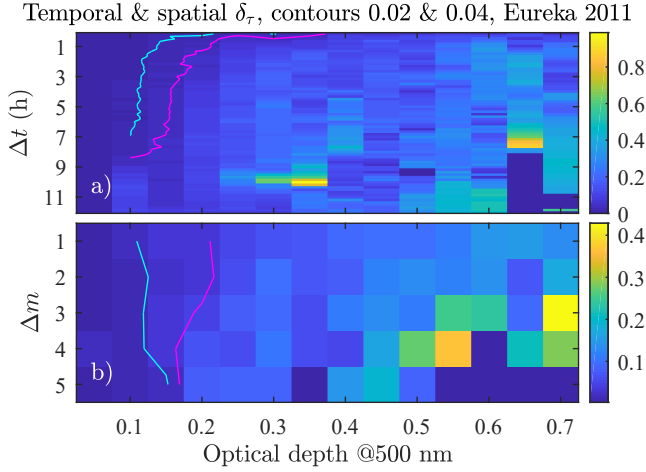 Temporal & spatial δτ, contours 0.02 & 0.04, Eureka 2011
Δt (h)
1
3
5
7
9
11
a)
0.8
0.6
0.4
0.2
0
Δm
1
2
3
4
5
b)
0.4
0.3
0.2
0.1
0.1 0.2 0.3 0.4 0.5 0.6 0.7
Optical depth @500 nm